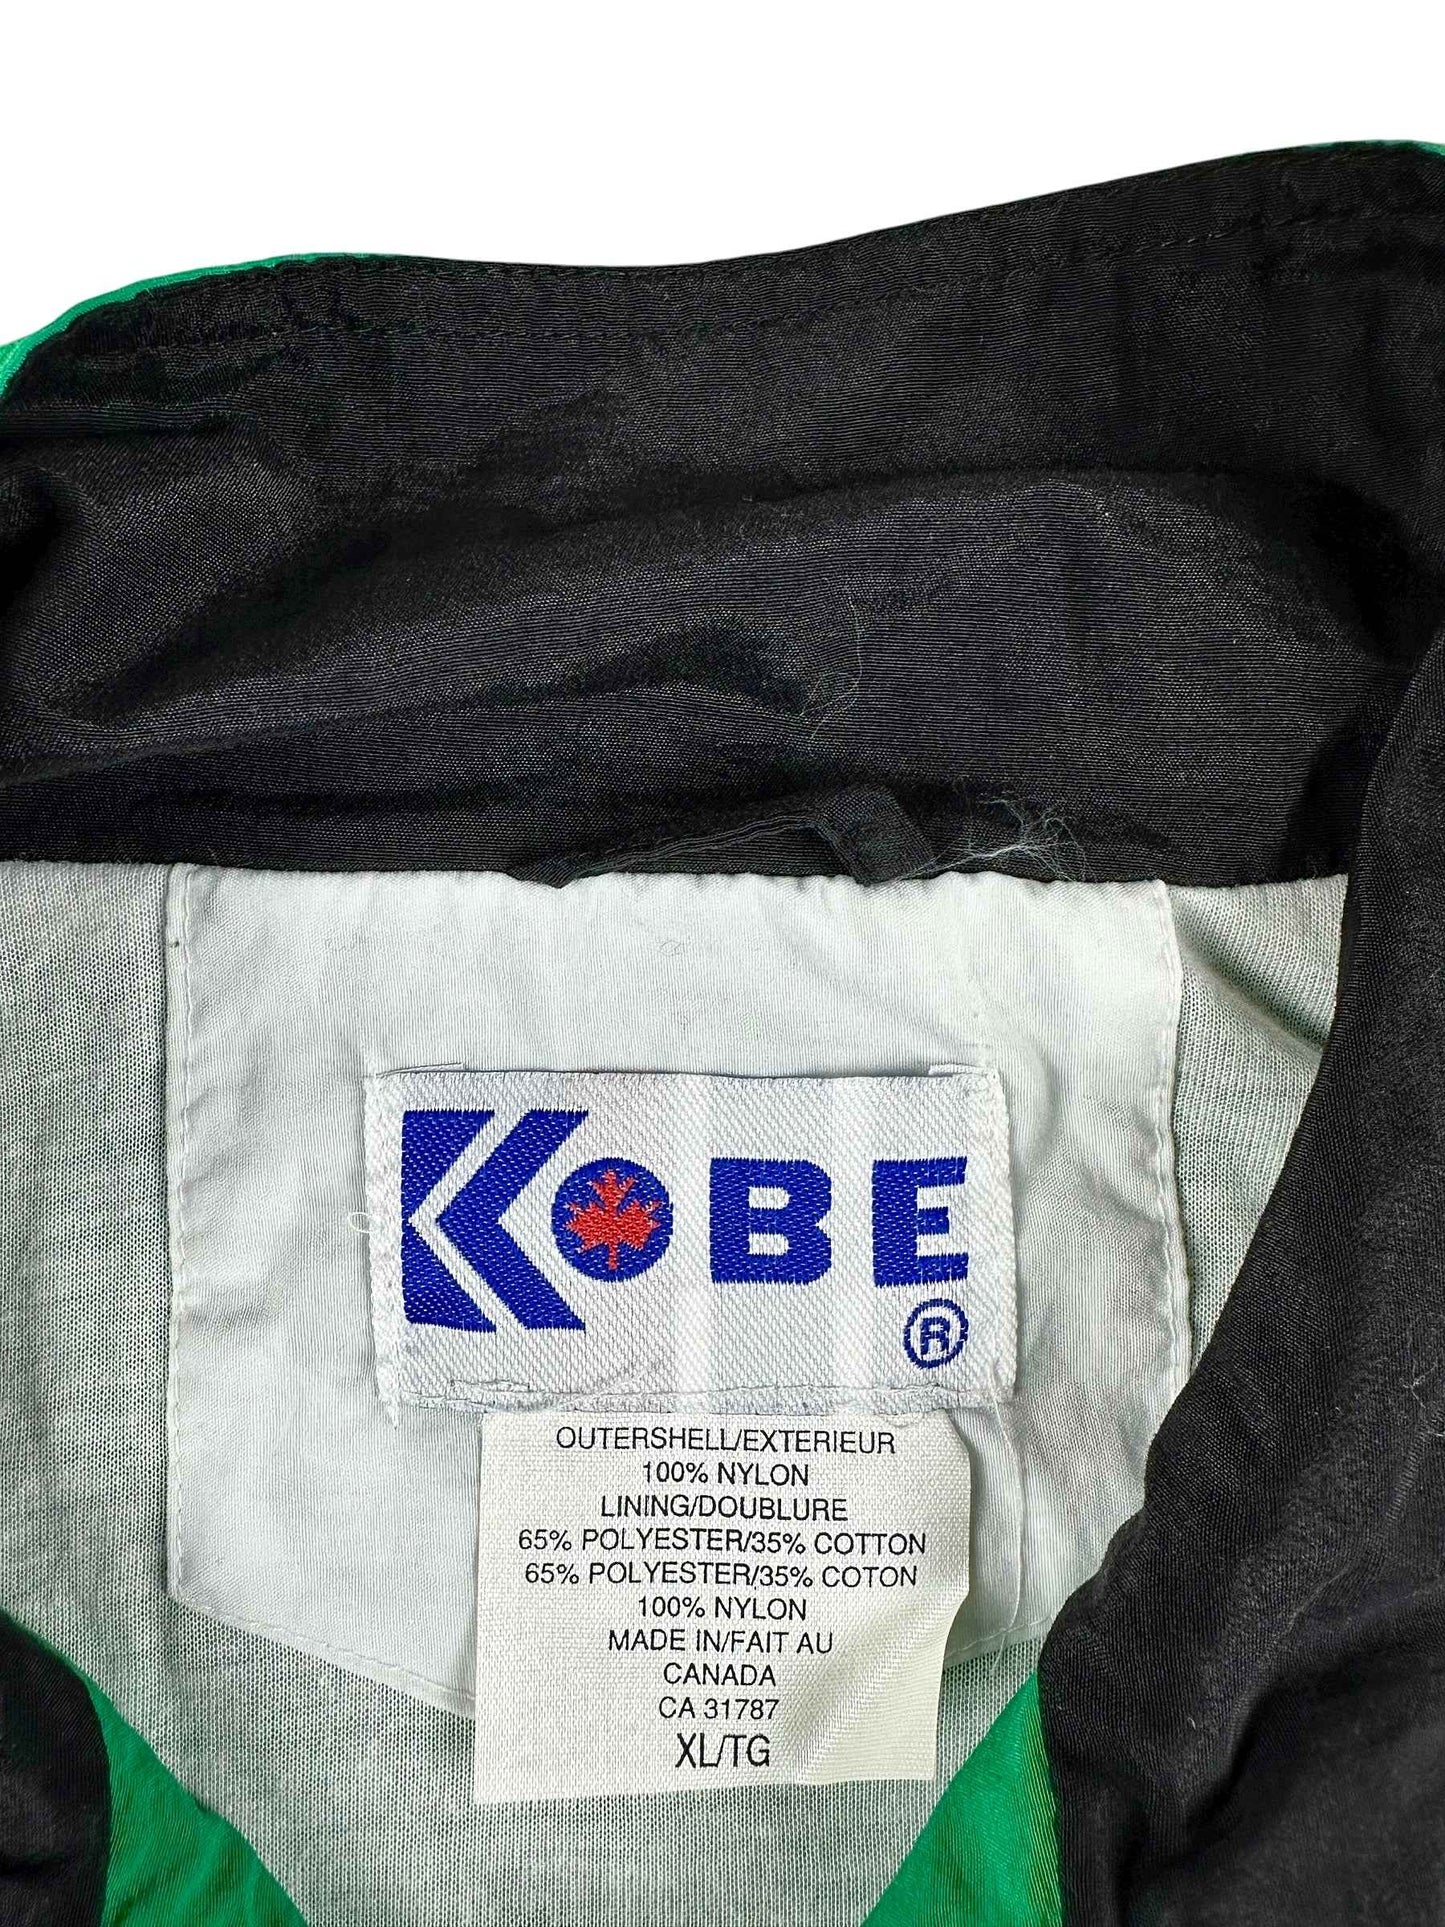 KOBE
®
OUTERSHELL/EXTERIEUR
100% NYLON
LINING/DOUBLURE
65% POLYESTER/35% COTTON
65% POLYESTER/35% COTON
100% NYLON
MADE IN/FAIT AU
CANADA
CA 31787
XL/TG